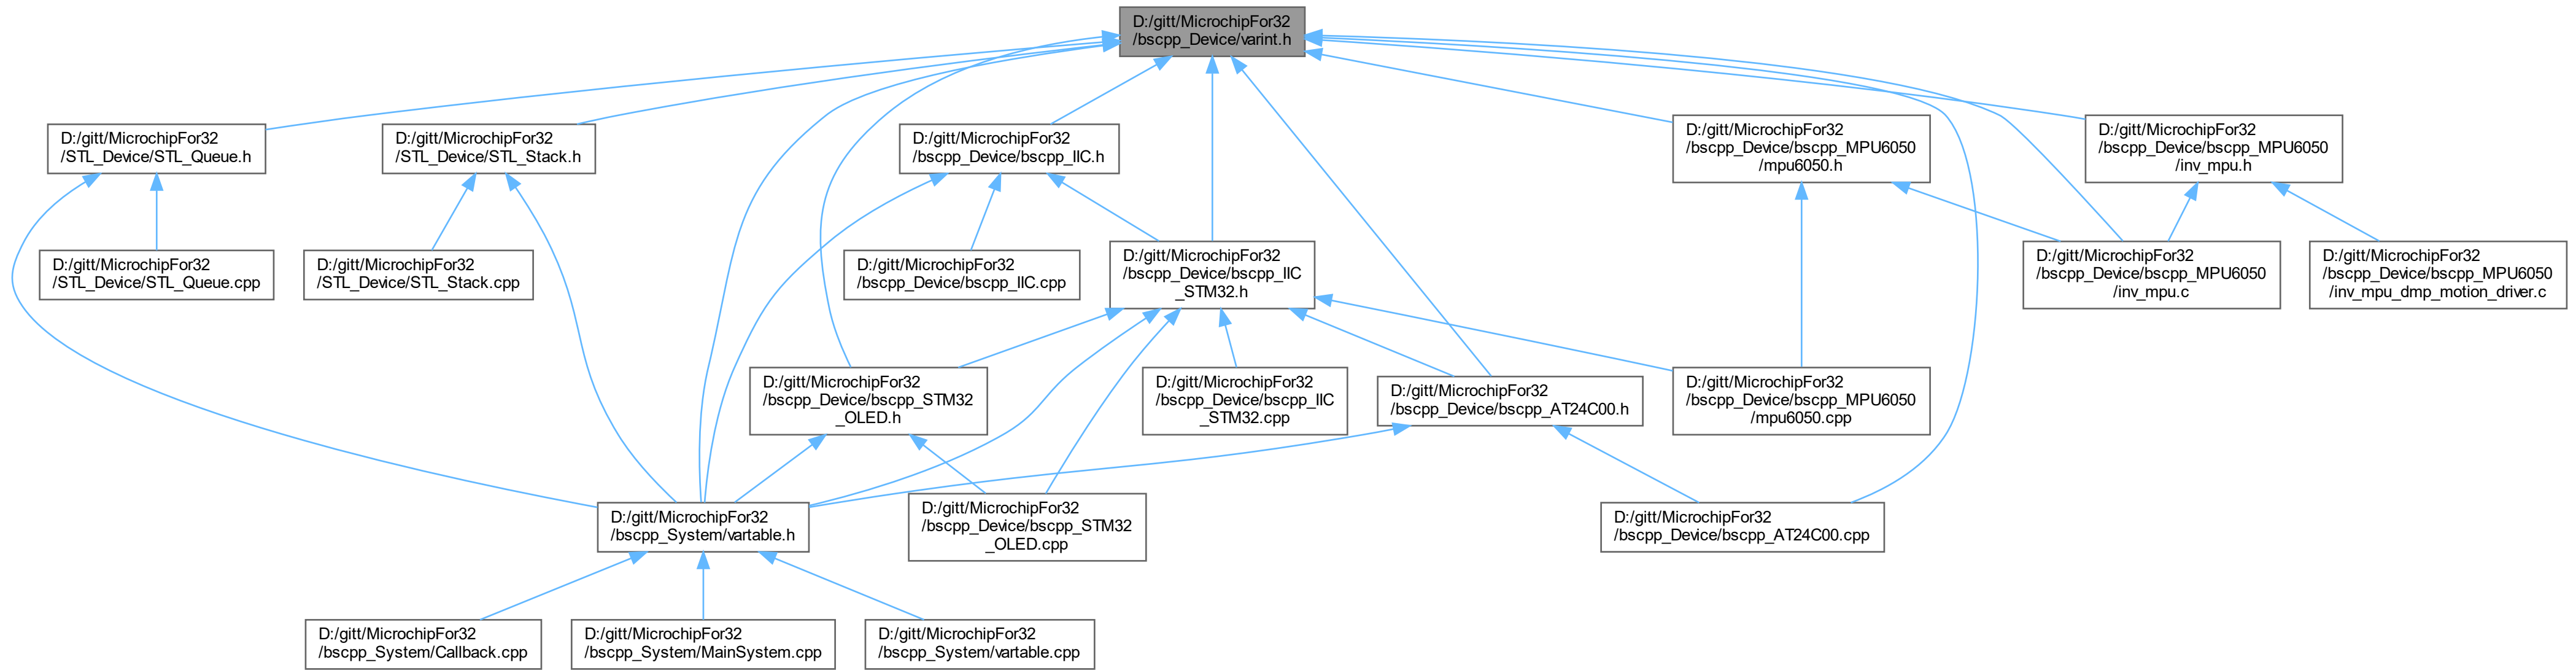 D:/gitt/MicrochipFor32
/bscpp_Device/varint.h
D:/gitt/MicrochipFor32
/STL_Device/STL_Queue.h
D:/gitt/MicrochipFor32
/STL_Device/STL_Stack.h
D:/gitt/MicrochipFor32
/bscpp_Device/bscpp_IIC.h
D:/gitt/MicrochipFor32
/bscpp_Device/bscpp_MPU6050
/mpu6050.h
D:/gitt/MicrochipFor32
/bscpp_Device/bscpp_MPU6050
/inv_mpu.h
D:/gitt/MicrochipFor32
/STL_Device/STL_Queue.cpp
D:/gitt/MicrochipFor32
/STL_Device/STL_Stack.cpp
D:/gitt/MicrochipFor32
/bscpp_Device/bscpp_IIC.cpp
D:/gitt/MicrochipFor32
/bscpp_Device/bscpp_IIC
_STM32.h
D:/gitt/MicrochipFor32
/bscpp_Device/bscpp_MPU6050
/inv_mpu.c
D:/gitt/MicrochipFor32
/bscpp_Device/bscpp_MPU6050
/inv_mpu_dmp_motion_driver.c
D:/gitt/MicrochipFor32
/bscpp_Device/bscpp_STM32
_OLED.h
D:/gitt/MicrochipFor32
/bscpp_Device/bscpp_IIC
_STM32.cpp
D:/gitt/MicrochipFor32
/bscpp_Device/bscpp_AT24C00.h
D:/gitt/MicrochipFor32
/bscpp_Device/bscpp_MPU6050
/mpu6050.cpp
D:/gitt/MicrochipFor32
/bscpp_System/vartable.h
D:/gitt/MicrochipFor32
/bscpp_Device/bscpp_STM32
_OLED.cpp
D:/gitt/MicrochipFor32
/bscpp_Device/bscpp_AT24C00.cpp
D:/gitt/MicrochipFor32
/bscpp_System/Callback.cpp
D:/gitt/MicrochipFor32
/bscpp_System/MainSystem.cpp
D:/gitt/MicrochipFor32
/bscpp_System/vartable.cpp